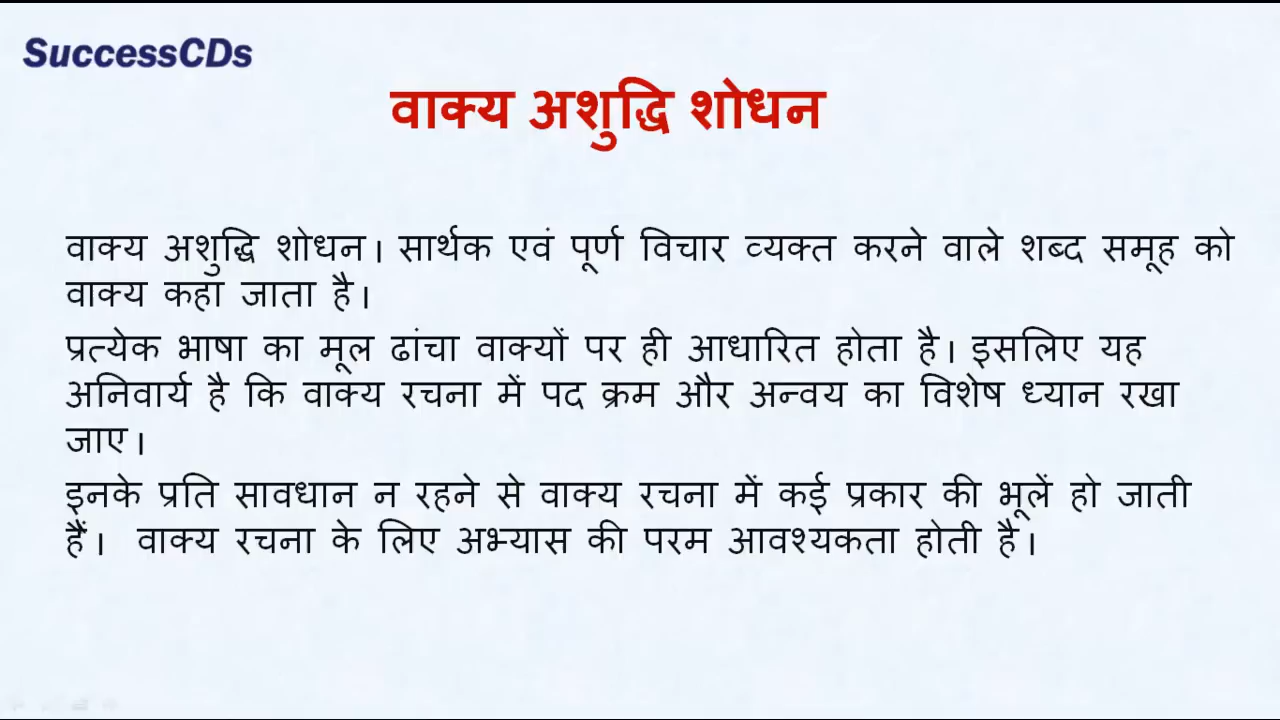 SuccessCDs
वाक्य अशुद्धि शोधन
वाक्य अशुद्धि शोधन। सार्थक एवं पूर्ण विचार व्यक्त करने वाले शब्द समूह को
वाक्य कहा जाता है।
प्रत्येक भाषा का मूल ढांचा वाक्यों पर ही आधारित होता है। इसलिए यह
अनिवार्य है कि वाक्य रचना में पद क्रम और अन्वय का विशेष ध्यान रखा
जाए।
इनके प्रति सावधान न रहने से वाक्य रचना में कई प्रकार की भूलें हो जाती
हैं। वाक्य रचना के लिए अभ्यास की परम आवश्यकता होती है।